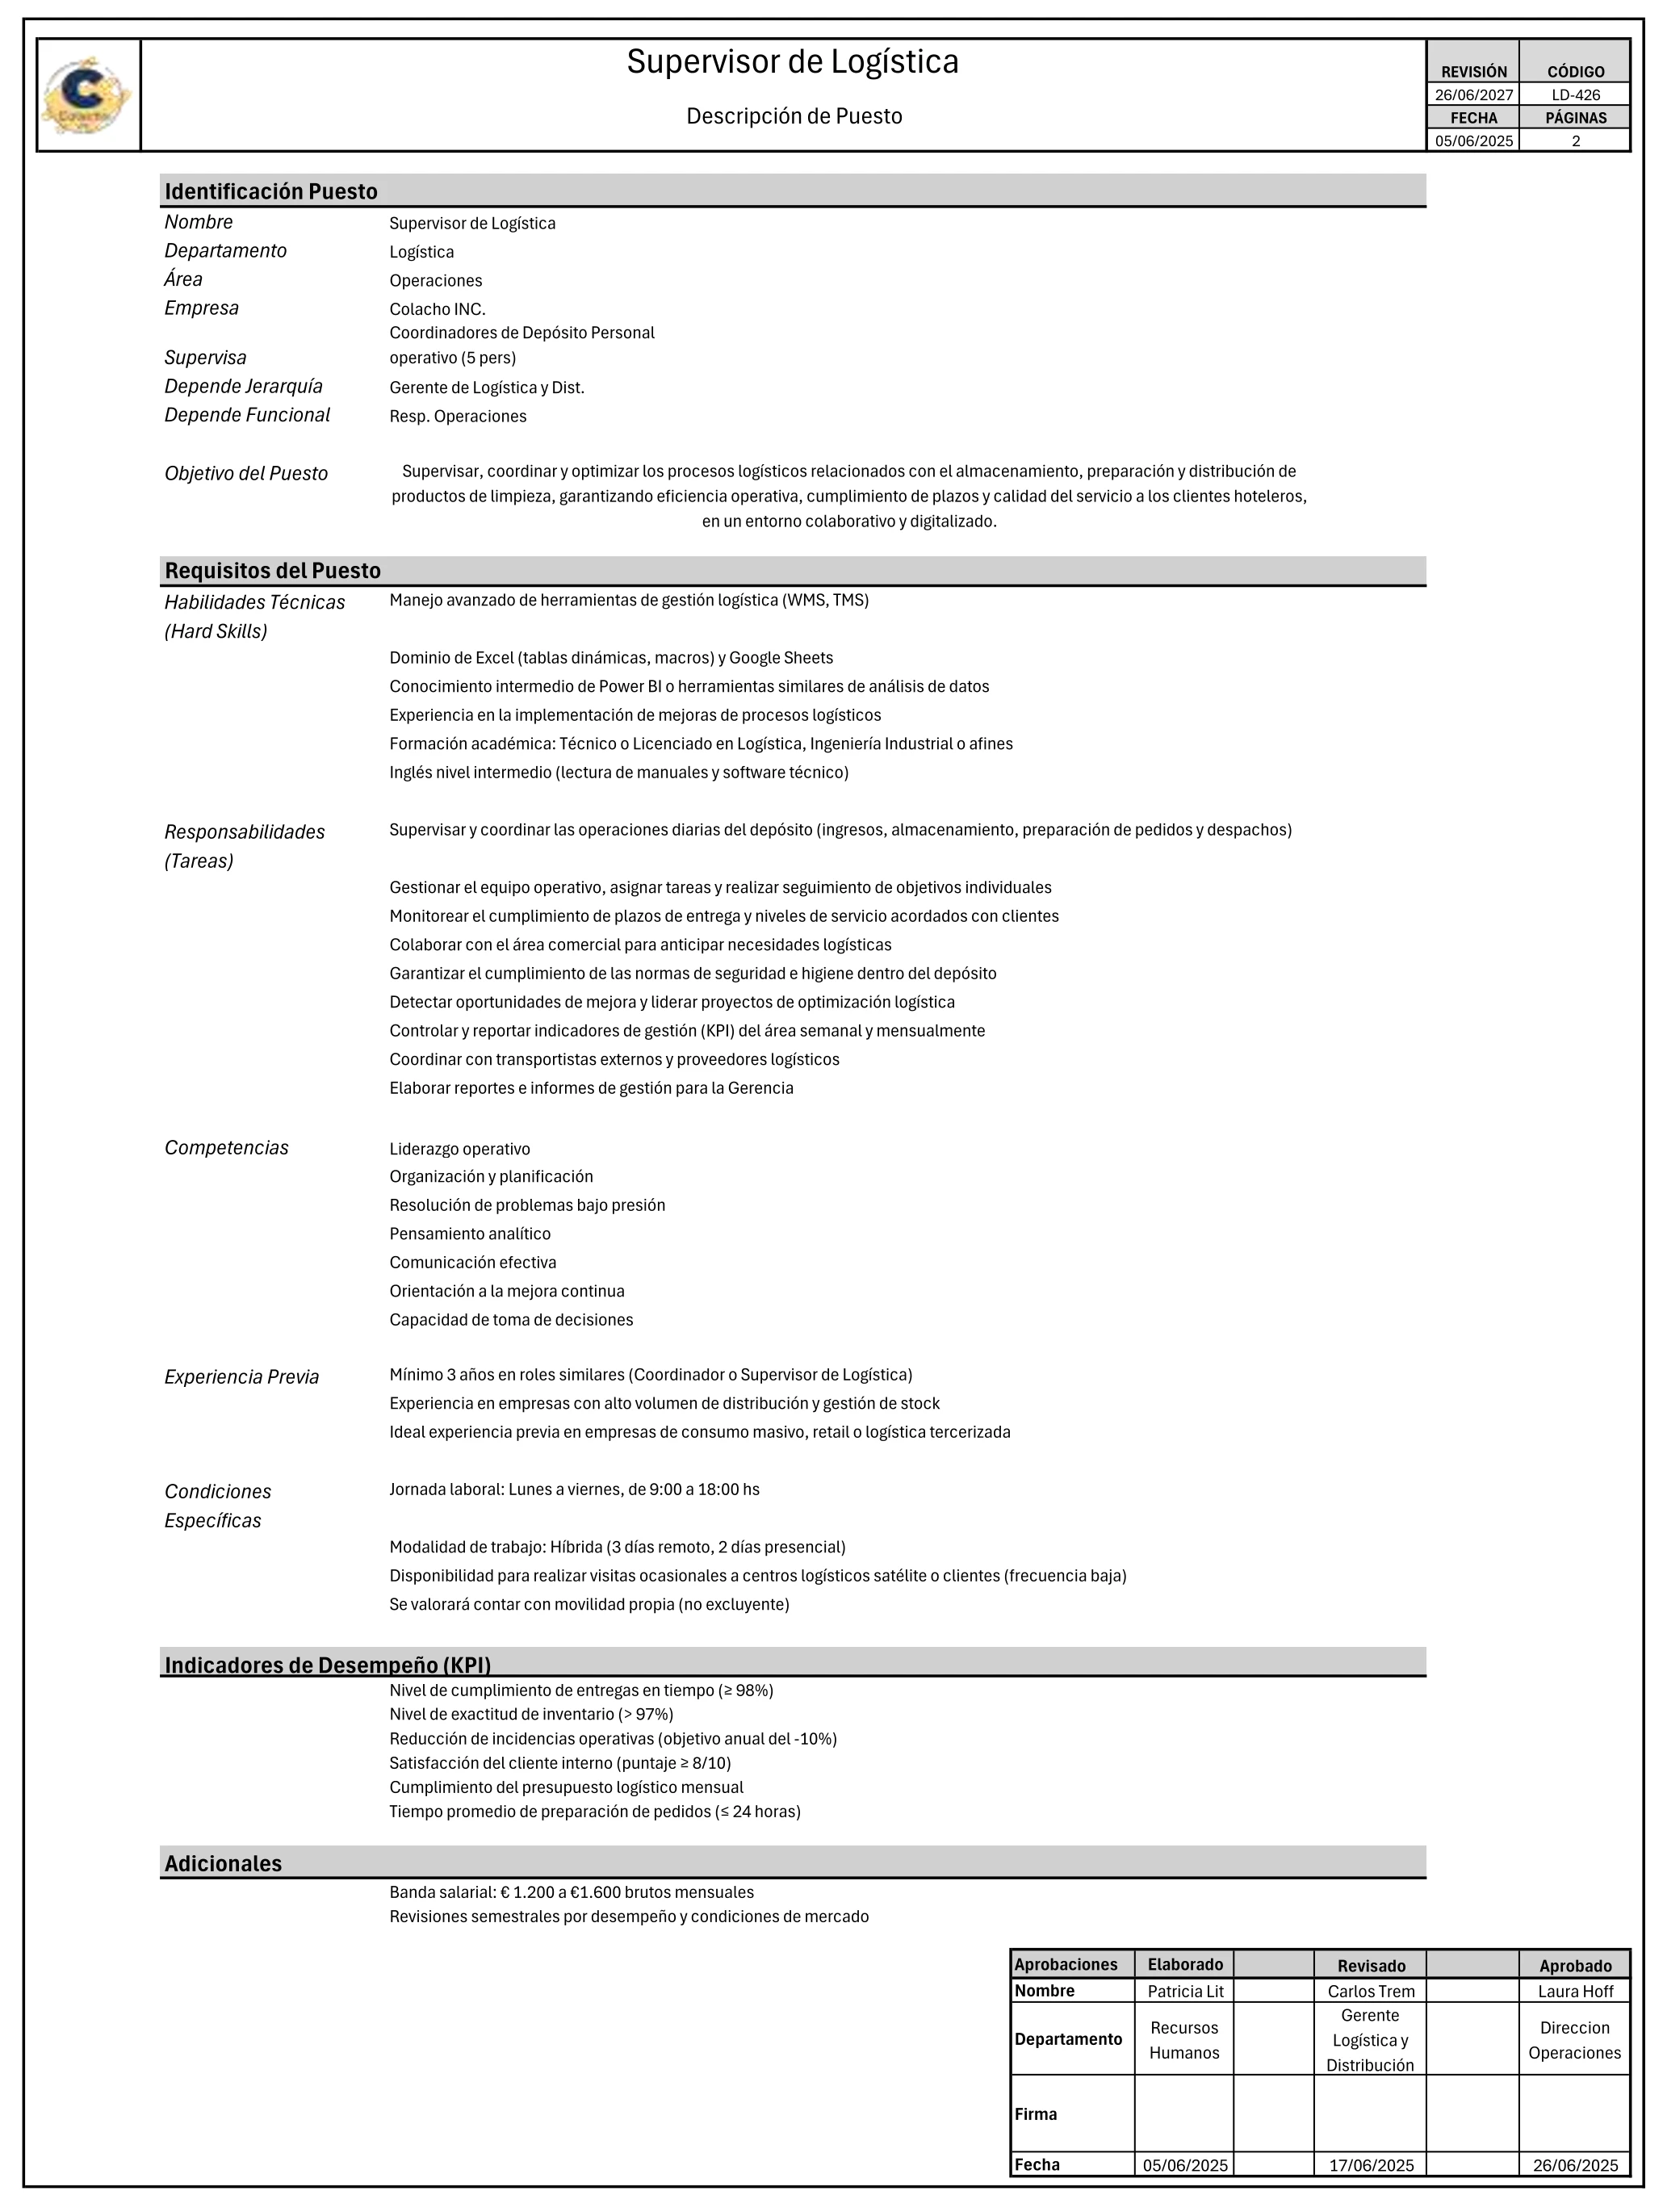 Supervisor de Logística
Descripción de Puesto
REVISIÓN CÓDIGO
26/06/2027 LD-426
FECHA PÁGINAS
05/06/2025 2
C
Identificación Puesto
Nombre Supervisor de Logística
Departamento Logística
Área Operaciones
Empresa Colacho INC.
Coordinadores de Depósito Personal
Supervisa operativo (5 pers)
Depende Jerarquía Gerente de Logística y Dist.
Depende Funcional Resp. Operaciones
Objetivo del Puesto Supervisar, coordinar y optimizar los procesos logísticos relacionados con el almacenamiento, preparación y distribución de
productos de limpieza, garantizando eficiencia operativa, cumplimiento de plazos y calidad del servicio a los clientes hoteleros,
en un entorno colaborativo y digitalizado.
Requisitos del Puesto
Habilidades Técnicas Manejo avanzado de herramientas de gestión logística (WMS, TMS)
(Hard Skills)
Dominio de Excel (tablas dinámicas, macros) y Google Sheets
Conocimiento intermedio de Power BI o herramientas similares de análisis de datos
Experiencia en la implementación de mejoras de procesos logísticos
Formación académica: Técnico o Licenciado en Logística, Ingeniería Industrial o afines
Inglés nivel intermedio (lectura de manuales y software técnico)
Responsabilidades Supervisar y coordinar las operaciones diarias del depósito (ingresos, almacenamiento, preparación de pedidos y despachos)
(Tareas)
Gestionar el equipo operativo, asignar tareas y realizar seguimiento de objetivos individuales
Monitorear el cumplimiento de plazos de entrega y niveles de servicio acordados con clientes
Colaborar con el área comercial para anticipar necesidades logísticas
Garantizar el cumplimiento de las normas de seguridad e higiene dentro del depósito
Detectar oportunidades de mejora y liderar proyectos de optimización logística
Controlar y reportar indicadores de gestión (KPI) del área semanal y mensualmente
Coordinar con transportistas externos y proveedores logísticos
Elaborar reportes e informes de gestión para la Gerencia
Competencias Liderazgo operativo
Organización y planificación
Resolución de problemas bajo presión
Pensamiento analítico
Comunicación efectiva
Orientación a la mejora continua
Capacidad de toma de decisiones
Experiencia Previa Mínimo 3 años en roles similares (Coordinador o Supervisor de Logística)
Experiencia en empresas con alto volumen de distribución y gestión de stock
Ideal experiencia previa en empresas de consumo masivo, retail o logística tercerizada
Condiciones Jornada laboral: Lunes a viernes, de 9:00 a 18:00 hs
Específicas
Modalidad de trabajo: Híbrida (3 días remoto, 2 días presencial)
Disponibilidad para realizar visitas ocasionales a centros logísticos satélite o clientes (frecuencia baja)
Se valorará contar con movilidad propia (no excluyente)
Indicadores de Desempeño (KPI)
Nivel de cumplimiento de entregas en tiempo (≥ 98%)
Nivel de exactitud de inventario (> 97%)
Reducción de incidencias operativas (objetivo anual del -10%)
Satisfacción del cliente interno (puntaje ≥ 8/10)
Cumplimiento del presupuesto logístico mensual
Tiempo promedio de preparación de pedidos (≤ 24 horas)
Adicionales
Banda salarial: € 1.200 a €1.600 brutos mensuales
Revisiones semestrales por desempeño y condiciones de mercado
Aprobaciones Elaborado Revisado Aprobado
Nombre Patricia Lit Carlos Trem Laura Hoff
Departamento Recursos Humanos Gerente Logística y Distribución Direccion Operaciones
Firma
Fecha 05/06/2025 17/06/2025 26/06/2025